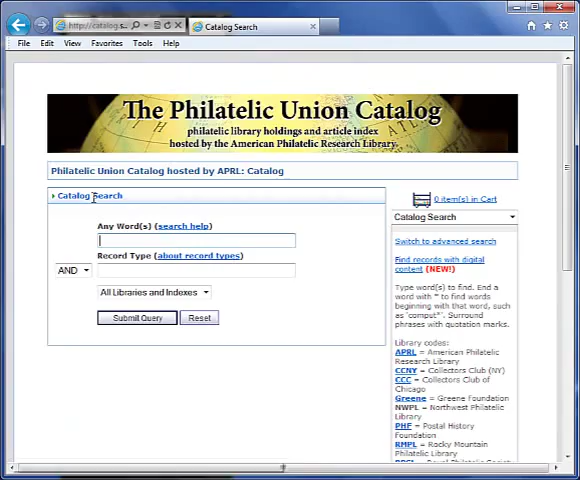 http://catalog.s...
Catalog Search
File Edit View Favorites Tools Help
The Philatelic Union Catalog
philatelic library holdings and article index
hosted by the American Philatelic Research Library.
Philatelic Union Catalog hosted by APRL: Catalog
Catalog Search
Any Word(s) (search help)
Record Type (about record types)
AND
All Libraries and Indexes
Submit Query Reset
0 item(s) in Cart
Catalog Search
Switch to advanced search
Find records with digital
content (NEW!)
Type word(s) to find. End a
word with * to find words
beginning with that word, such
as "comput*". Surround
phrases with quotation marks.
Library codes:
APRL = American Philatelic
Research Library
CCNY = Collectors Club (NY)
CCC = Collectors Club of
Chicago
Greene = Greene Foundation
NWPL = Northwest Philatelic
Library
PHF = Postal History
Foundation
RMPL = Rocky Mountain
Philatelic Library